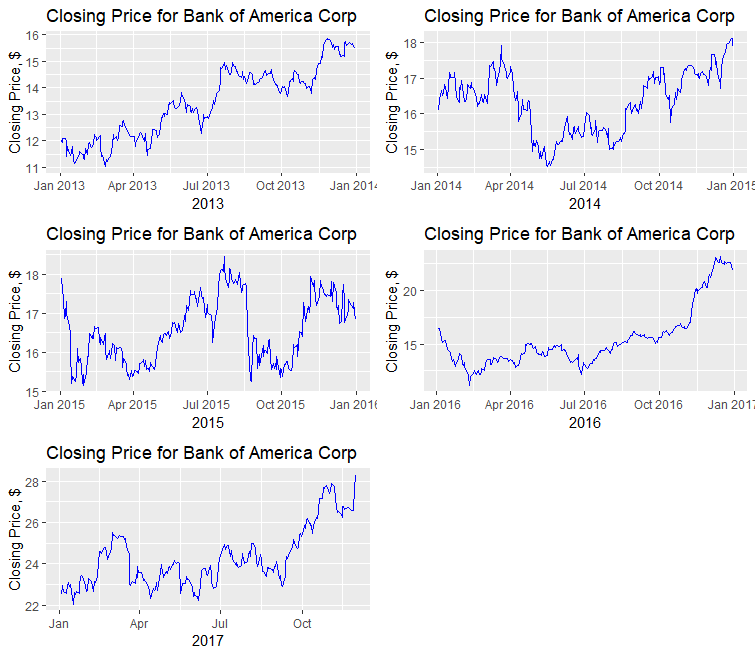 Closing Price for Bank of America Corp
Closing Price, $
16
15
14
13
12
11
Jan 2013 Apr 2013 Jul 2013 Oct 2013 Jan 2014
2013
Closing Price for Bank of America Corp
Closing Price, $
18
17
16
15
Jan 2014 Apr 2014 Jul 2014 Oct 2014 Jan 2015
2014
Closing Price for Bank of America Corp
Closing Price, $
18
17
16
15
Jan 2015 Apr 2015 Jul 2015 Oct 2015 Jan 2016
2015
Closing Price for Bank of America Corp
Closing Price, $
20
15
Jan 2016 Apr 2016 Jul 2016 Oct 2016 Jan 2017
2016
Closing Price for Bank of America Corp
Closing Price, $
28
26
24
22
Jan Apr Jul Oct
2017